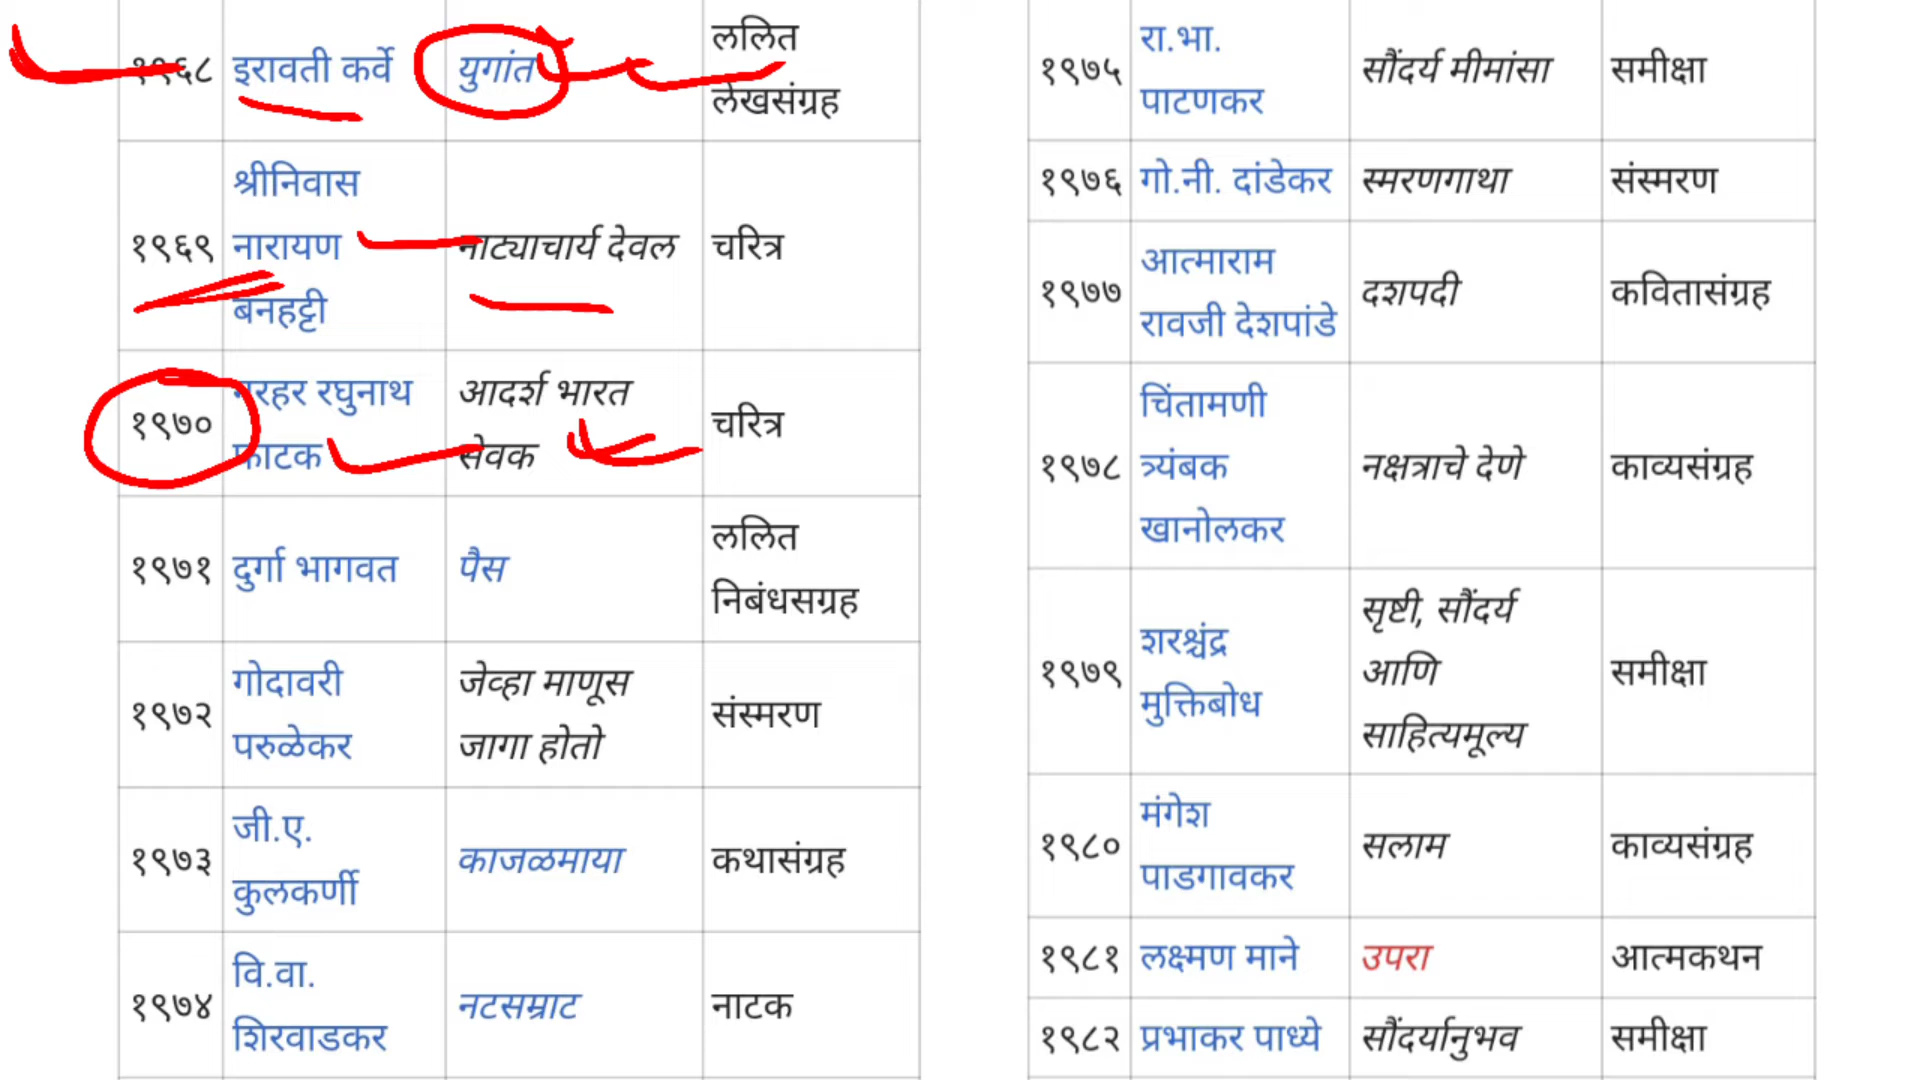 १९६८ इरावती कर्वे युगांत ललित
लेखसंग्रह
श्रीनिवास
१९६९ नारायण नाट्याचार्य देवल चरित्र
बनहट्टी
१९७० नरहर रघुनाथ आदर्श भारत चरित्र
फाटक सेवक
१९७१ दुर्गा भागवत पैस ललित
निबंधसग्रह
१९७२ गोदावरी जेव्हा माणूस संस्मरण
परुळेकर जागा होतो
१९७३ जी.ए. काजळमाया कथासंग्रह
कुलकर्णी
१९७४ वि.वा. नटसम्राट नाटक
शिरवाडकर
१९७५ रा.भा. सौंदर्य मीमांसा समीक्षा
पाटणकर
१९७६ गो.नी. दांडेकर स्मरणगाथा संस्मरण
१९७७ आत्माराम दशपदी कवितासंग्रह
रावजी देशपांडे
चिंतामणी
१९७८ त्र्यंबक नक्षत्राचे देणे काव्यसंग्रह
खानोलकर
सृष्टी, सौंदर्य
१९७९ शरश्चंद्र आणि समीक्षा
मुक्तिबोध साहित्यमूल्य
१९८० मंगेश सलाम काव्यसंग्रह
पाडगावकर
१९८१ लक्ष्मण माने उपरा आत्मकथन
१९८२ प्रभाकर पाध्ये सौंदर्यानुभव समीक्षा